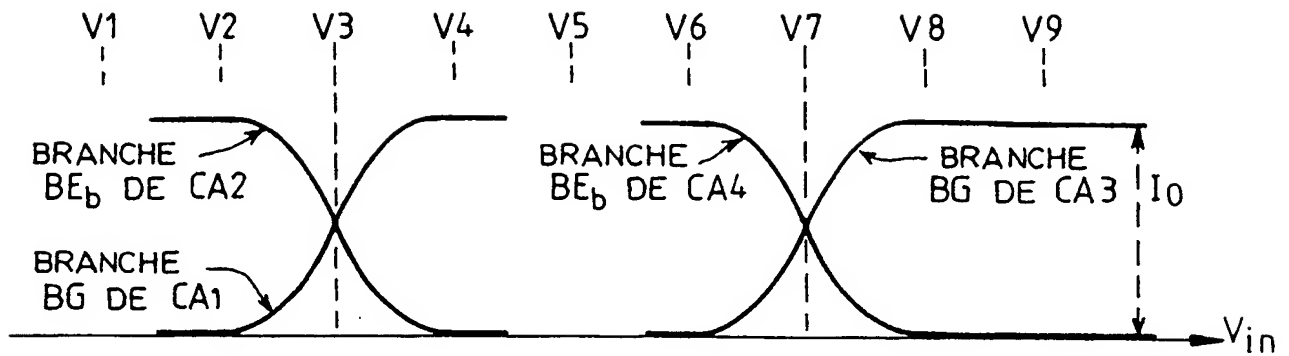 V1 V2 V3 V4 V5 V6 V7 V8 V9
BRANCHE
BEb DE CA2
BRANCHE
BEb DE CA4
BRANCHE
BG DE CA3
I0
BRANCHE
BG DE CA1
Vin